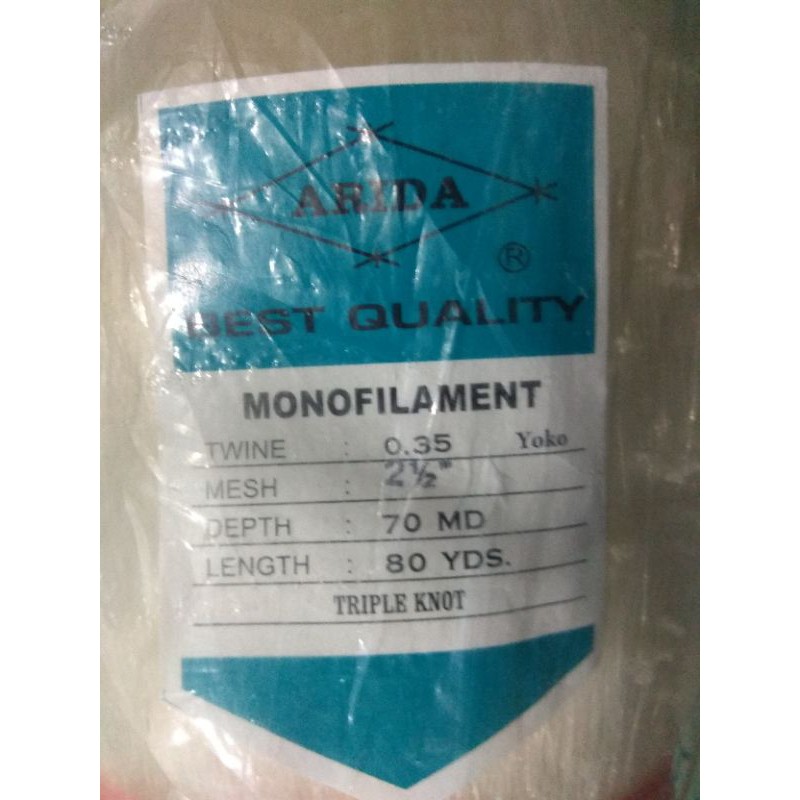 ARIDA
®
BEST QUALITY
MONOFILAMENT
TWINE : 0.35 Yoko
MESH : 2½"
DEPTH : 70 MD
LENGTH : 80 YDS.
TRIPLE KNOT